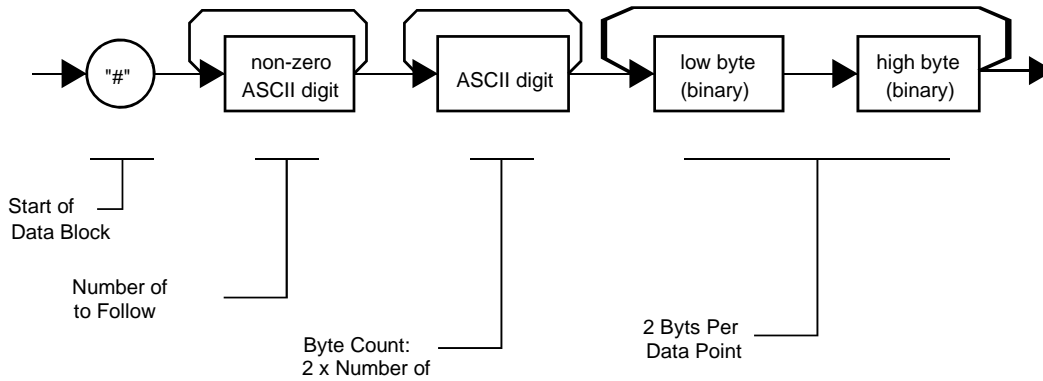 "#"
non-zero
ASCII digit
ASCII digit
low byte
(binary)
high byte
(binary)
Start of
Data Block
Number of
to Follow
Byte Count:
2 x Number of
2 Byts Per
Data Point